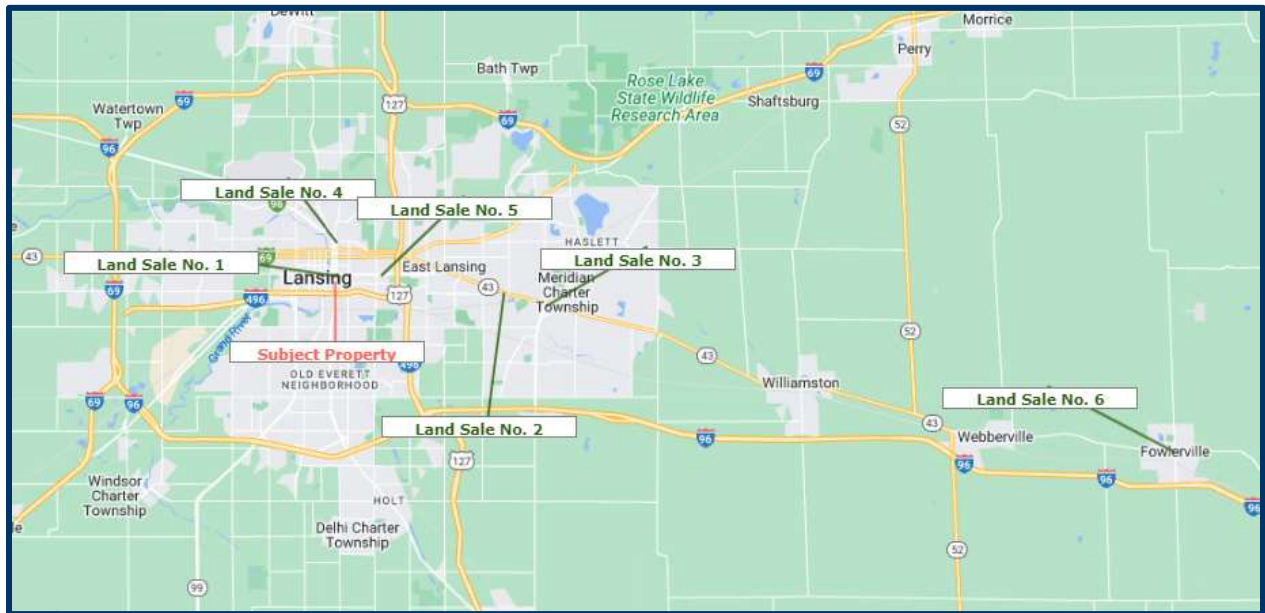 DeWitt
Morrice
Perry
Bath Twp
69
Rose Lake
State Wildlife
Research Area
Shaftsburg
127
69
Watertown
Twp
69
52
96
Land Sale No. 4
96
Land Sale No. 5
HASLETT
43
69
Land Sale No. 1
East Lansing
Land Sale No. 3
Lansing
Meridian
Charter
Township
43
69
496
127
Grand River
52
Subject Property
43
496
OLD EVERETT
NEIGHBORHOOD
Williamston
69
96
Land Sale No. 6
Land Sale No. 2
43
Webberville
96
Fowlerville
127
96
96
Windsor
Charter
Township
HOLT
96
Delhi Charter
Township
52
99